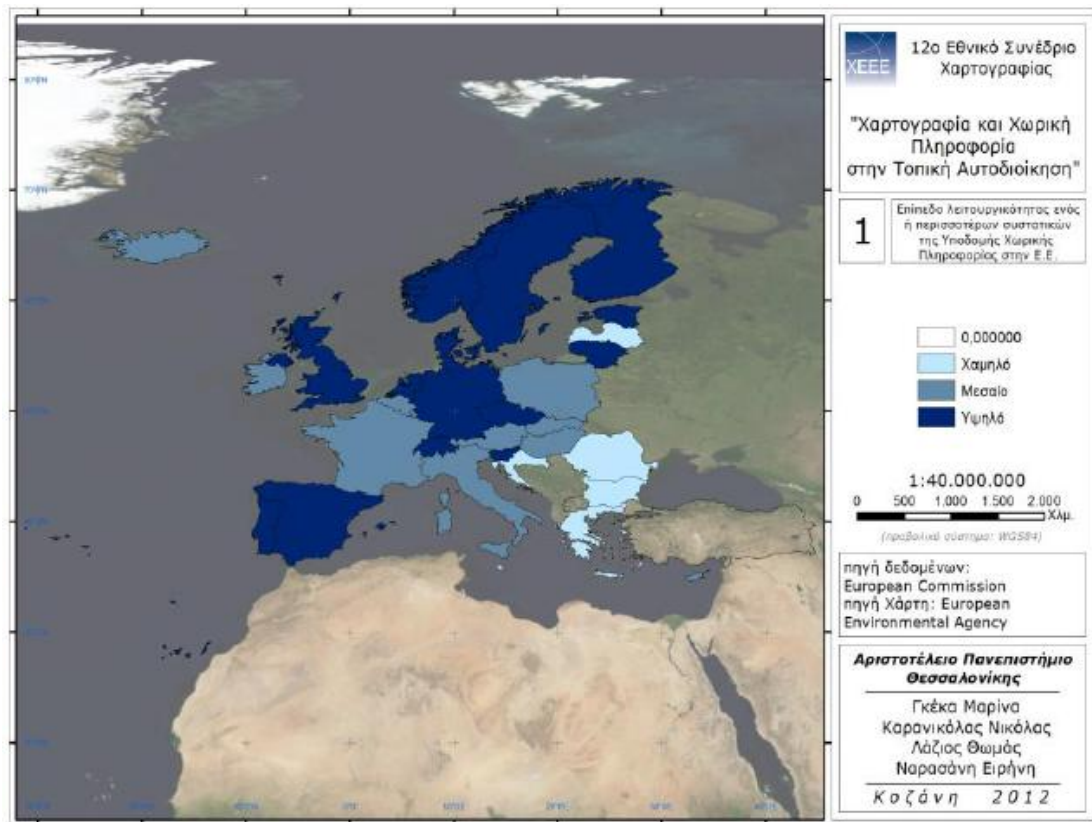 ΧΕΕΕ
12ο Εθνικό Συνέδριο
Χαρτογραφίας
"Χαρτογραφία και Χωρική
Πληροφορία
στην Τοπική Αυτοδιοίκηση"
1
Επίπεδο λειτουργικότητας ενός
ή περισσοτέρων συστατικών
της Υποδομής Χωρικής
Πληροφορίας στην Ε.Ε.
0,000000
Χαμηλό
Μεσαίο
Υψηλό
1:40.000.000
0 500 1.000 1.500 2.000
Χλμ.
(προβολικό σύστημα: WGS84)
πηγή δεδομένων:
European Commission
πηγή Χάρτη: European
Environmental Agency
Αριστοτέλειο Πανεπιστήμιο
Θεσσαλονίκης
Γκέκα Μαρίνα
Καρανικόλας Νικόλας
Λάζιος Θωμάς
Ναρασάνη Ειρήνη
Κοζάνη 2012